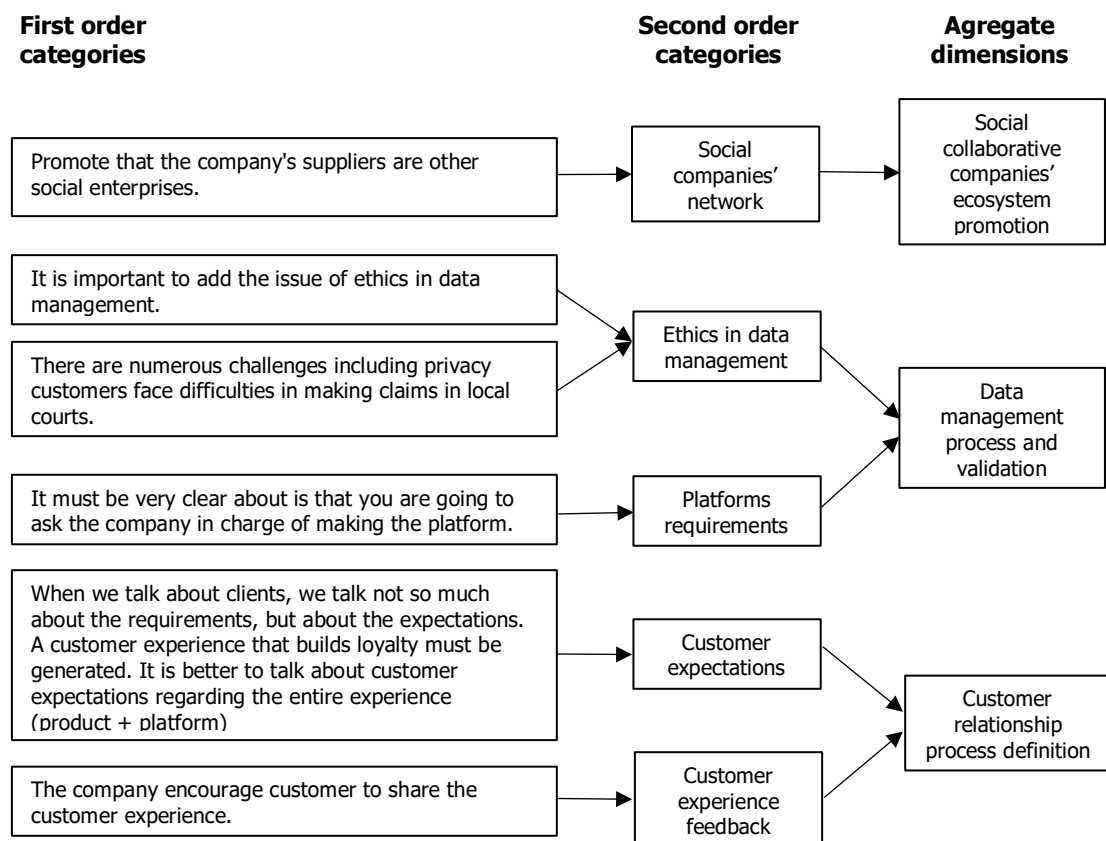 First order
categories
Second order
categories
Agregate
dimensions
Promote that the company's suppliers are other
social enterprises.
Social
companies’
network
Social
collaborative
companies’
ecosystem
promotion
It is important to add the issue of ethics in data
management.
There are numerous challenges including privacy
customers face difficulties in making claims in local
courts.
Ethics in data
management
Data
management
process and
validation
It must be very clear about is that you are going to
ask the company in charge of making the platform.
Platforms
requirements
When we talk about clients, we talk not so much
about the requirements, but about the expectations.
A customer experience that builds loyalty must be
generated. It is better to talk about customer
expectations regarding the entire experience
(product + platform)
Customer
expectations
Customer
relationship
process definition
The company encourage customer to share the
customer experience.
Customer
experience
feedback